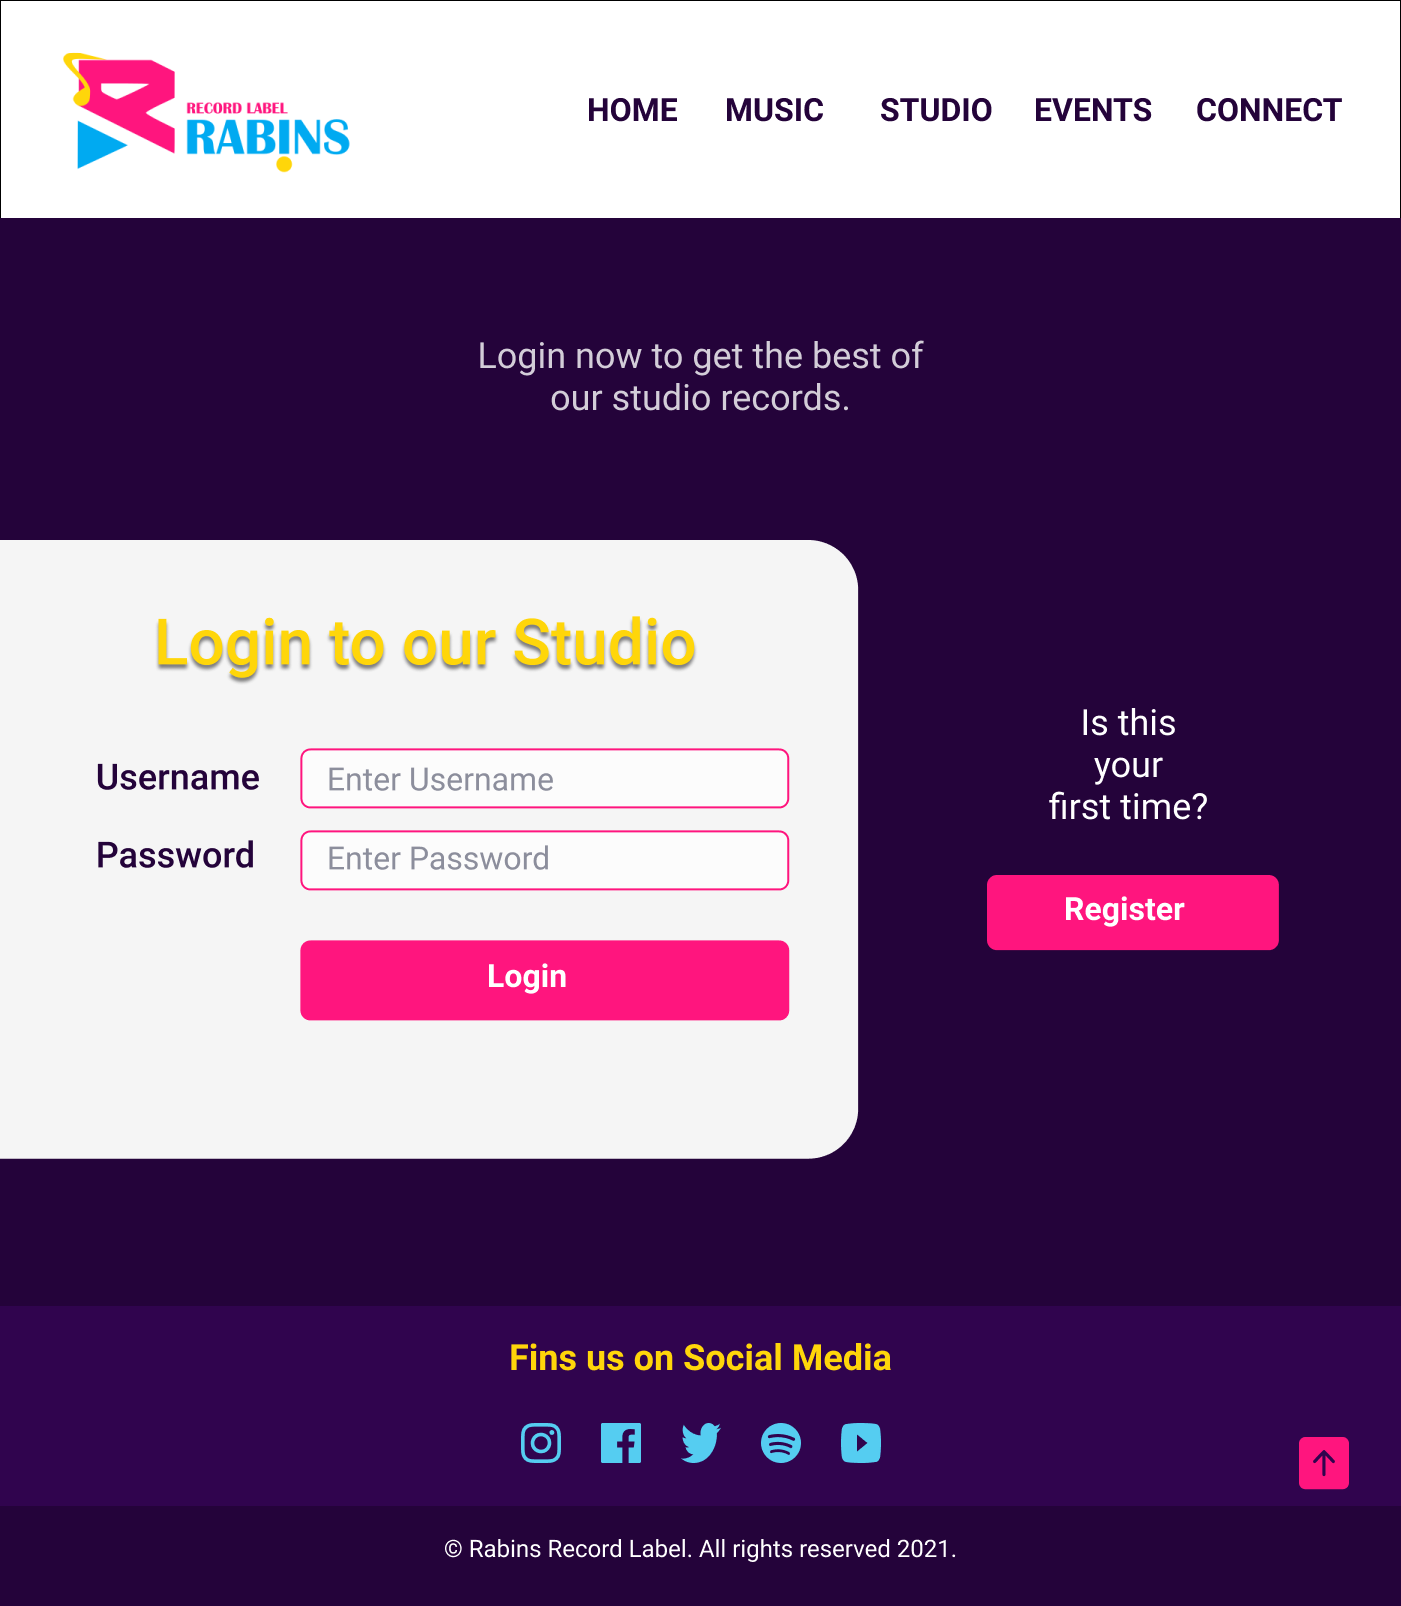 RECORD LABEL
RABINS
HOME MUSIC STUDIO EVENTS CONNECT
Login now to get the best of
our studio records.
Login to our Studio
Username Enter Username
Password Enter Password
Login
Is this
your
first time?
Register
Fins us on Social Media
© Rabins Record Label. All rights reserved 2021.